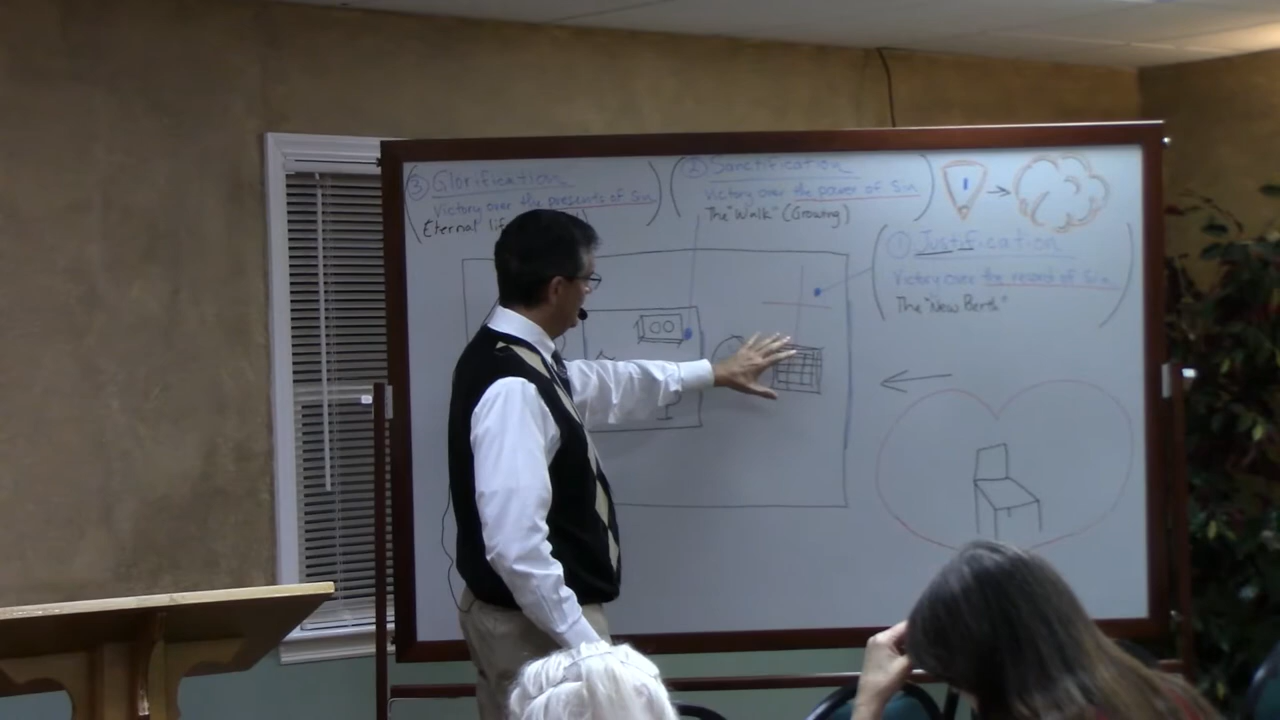 ③ Glorification
Victory over the presents of Sin
Eternal
② Sanctification
Victory over the power of Sin
The "Walk" (Growing)
① Justification
Victory over the record of Sin
The "New Berth"